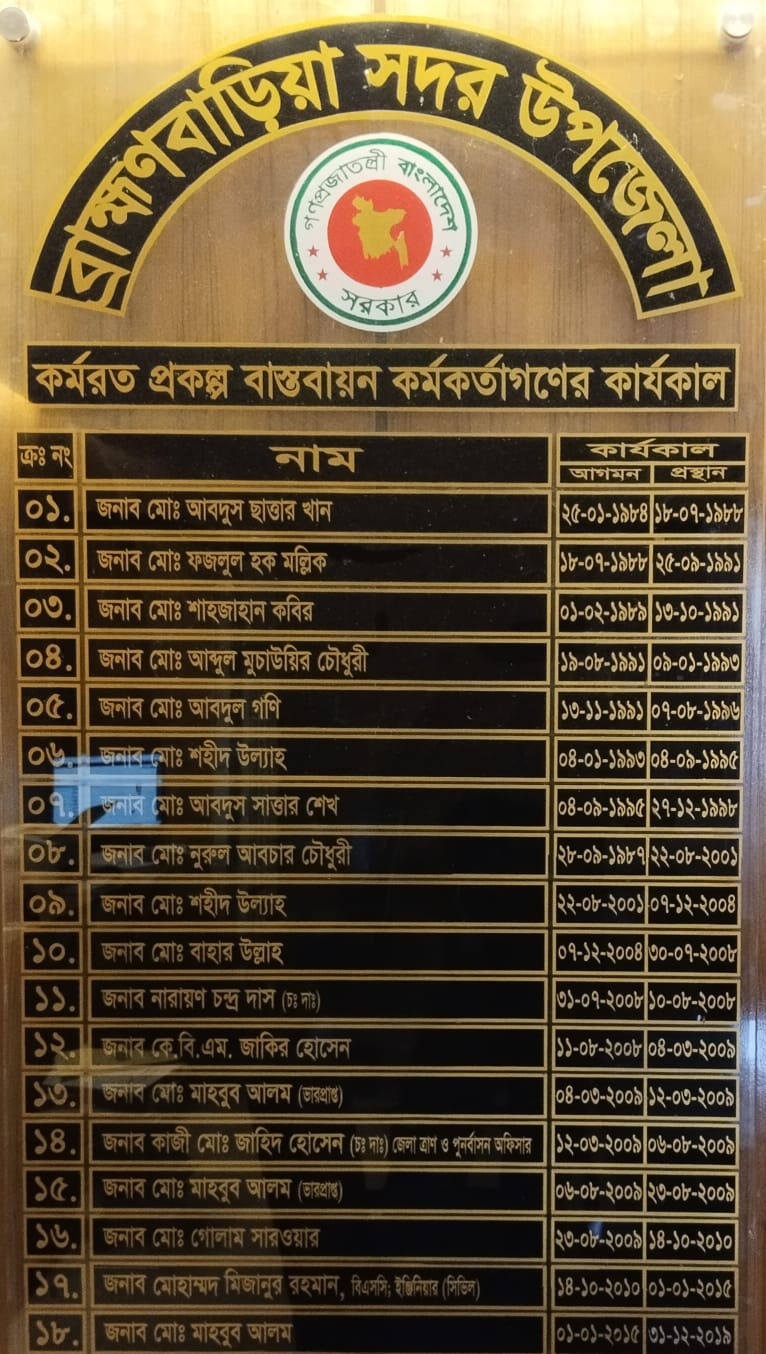 ব্রাহ্মণবাড়িয়া সদর উপজেলা
গণপ্রজাতন্ত্রী বাংলাদেশ
সরকার
কর্মরত প্রকল্প বাস্তবায়ন কর্মকর্তাগণের কার্যকাল
ক্রঃ নং নাম কার্যকাল
আগমন প্রস্থান
০১. জনাব মোঃ আবদুস ছাত্তার খান ২৫-০১-১৯৮৪ ১৮-০৭-১৯৮৮
০২. জনাব মোঃ ফজলুল হক মল্লিক ১৮-০৭-১৯৮৮ ২৫-০৯-১৯৯১
০৩. জনাব মোঃ শাহজাহান কবির ০১-০২-১৯৮৯ ১৩-১০-১৯৯১
০৪. জনাব মোঃ আব্দুল মুচাউয়ির চৌধুরী ১৯-০৮-১৯৯১ ০৯-০১-১৯৯৩
০৫. জনাব মোঃ আবদুল গণি ১৩-১১-১৯৯১ ০৭-০৮-১৯৯৬
০৬. জনাব মোঃ শহীদ উল্যাহ ০৪-০১-১৯৯৩ ০৪-০৯-১৯৯৫
০৭. জনাব মোঃ আবদুস সাত্তার শেখ ০৪-০৯-১৯৯৫ ২৭-১২-১৯৯৮
০৮. জনাব মোঃ নুরুল আবচার চৌধুরী ২৮-০৯-১৯৮৭ ২২-০৮-২০০১
০৯. জনাব মোঃ শহীদ উল্যাহ ২২-০৮-২০০১ ০৭-১২-২০০৪
১০. জনাব মোঃ বাহার উল্লাহ ০৭-১২-২০০৪ ৩০-০৭-২০০৮
১১. জনাব নারায়ণ চন্দ্র দাস (চঃ দাঃ) ৩১-০৭-২০০৮ ১০-০৮-২০০৮
১২. জনাব কে.বি.এম. জাকির হোসেন ১১-০৮-২০০৮ ০৪-০৩-২০০৯
১৩. জনাব মোঃ মাহবুব আলম (ভারপ্রাপ্ত) ০৪-০৩-২০০৯ ১২-০৩-২০০৯
১৪. জনাব কাজী মোঃ জাহিদ হোসেন (চঃ দাঃ) জেলা ত্রাণ ও পুনর্বাসন অফিসার ১২-০৩-২০০৯ ০৬-০৮-২০০৯
১৫. জনাব মোঃ মাহবুব আলম (ভারপ্রাপ্ত) ০৬-০৮-২০০৯ ২৩-০৮-২০০৯
১৬. জনাব মোঃ গোলাম সারওয়ার ২৩-০৮-২০০৯ ১৪-১০-২০১০
১৭. জনাব মোহাম্মদ মিজানুর রহমান, বিএসসি; ইঞ্জিনিয়ার (সিভিল) ১৪-১০-২০১০ ০১-০১-২০১৫
১৮. জনাব মোঃ মাহবুব আলম ০১-০১-২০১৫ ৩১-১২-২০১৯